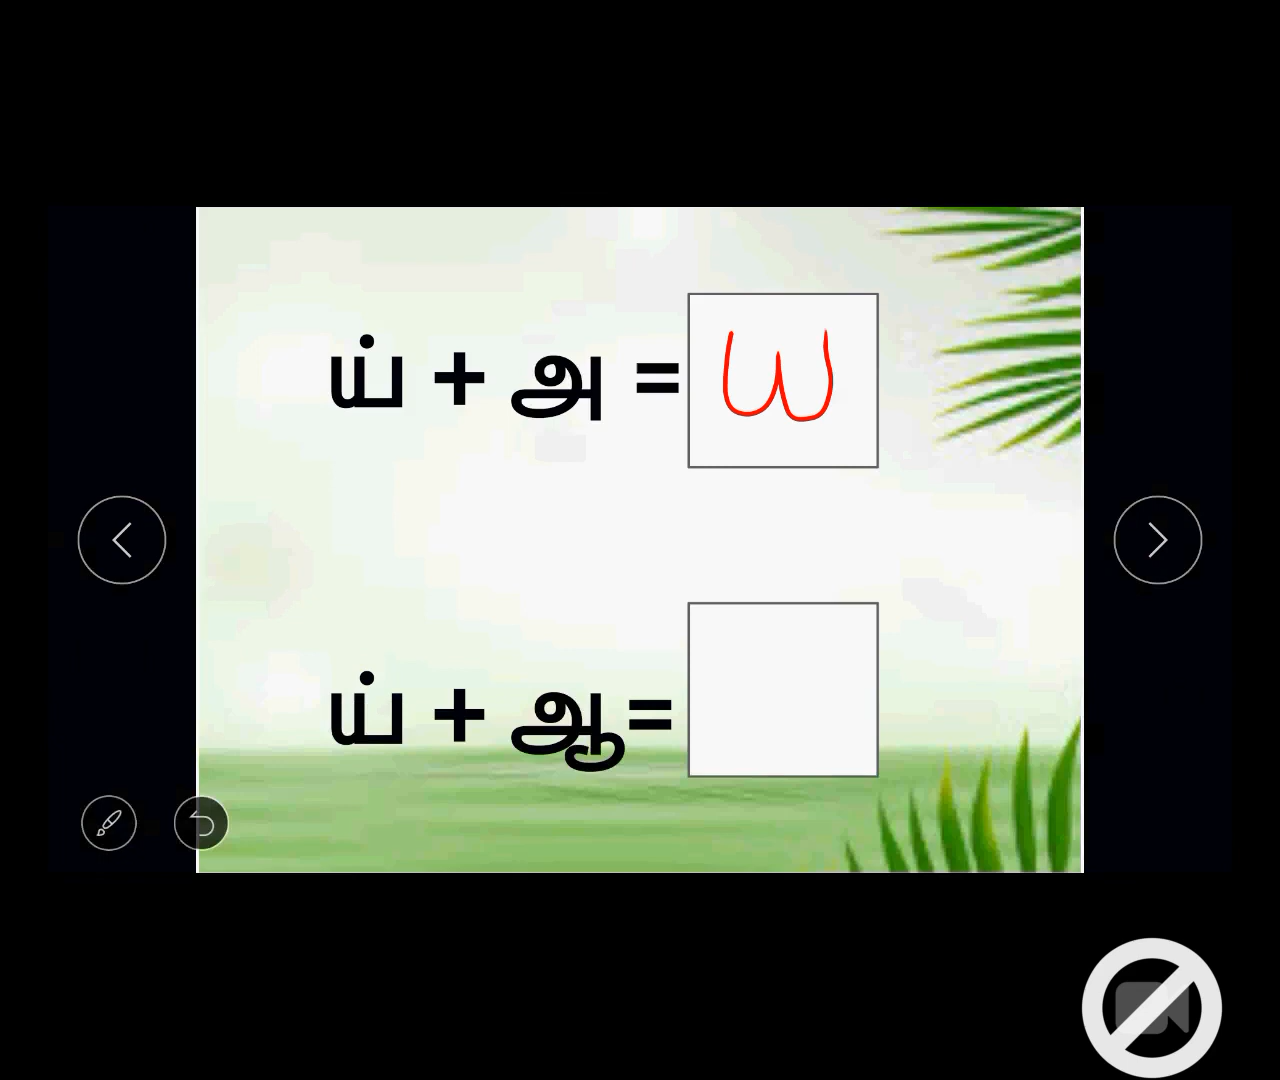 ய் + அ = ய
ய் + ஆ =